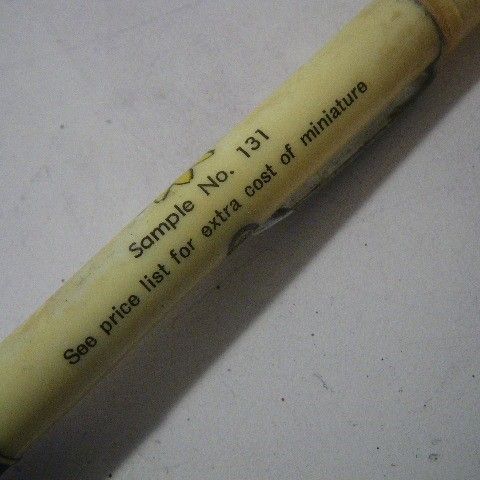 Sample No. 131
See price list for extra cost of miniature